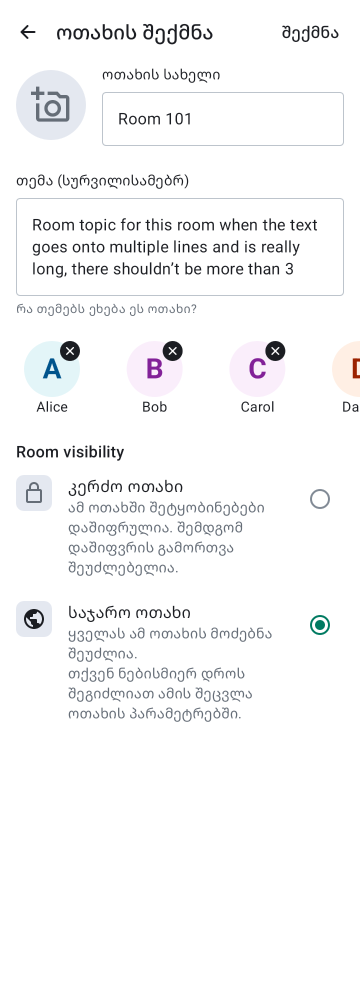 ოთახის შექმნა
შექმნა
ოთახის სახელი
Room 101
თემა (სურვილისამებრ)
Room topic for this room when the text
goes onto multiple lines and is really
long, there shouldn’t be more than 3
რა თემებს ეხება ეს ოთახი?
A
B
C
Alice
Bob
Carol
Da
Room visibility
კერძო ოთახი
ამ ოთახში შეტყობინებები
დაშიფრულია. შემდგომ
დაშიფვრის გამორთვა
შეუძლებელია.
საჯარო ოთახი
ყველას ამ ოთახის მოძებნა
შეუძლია.
თქვენ ნებისმიერ დროს
შეგიძლიათ ამის შეცვლა
ოთახის პარამეტრებში.